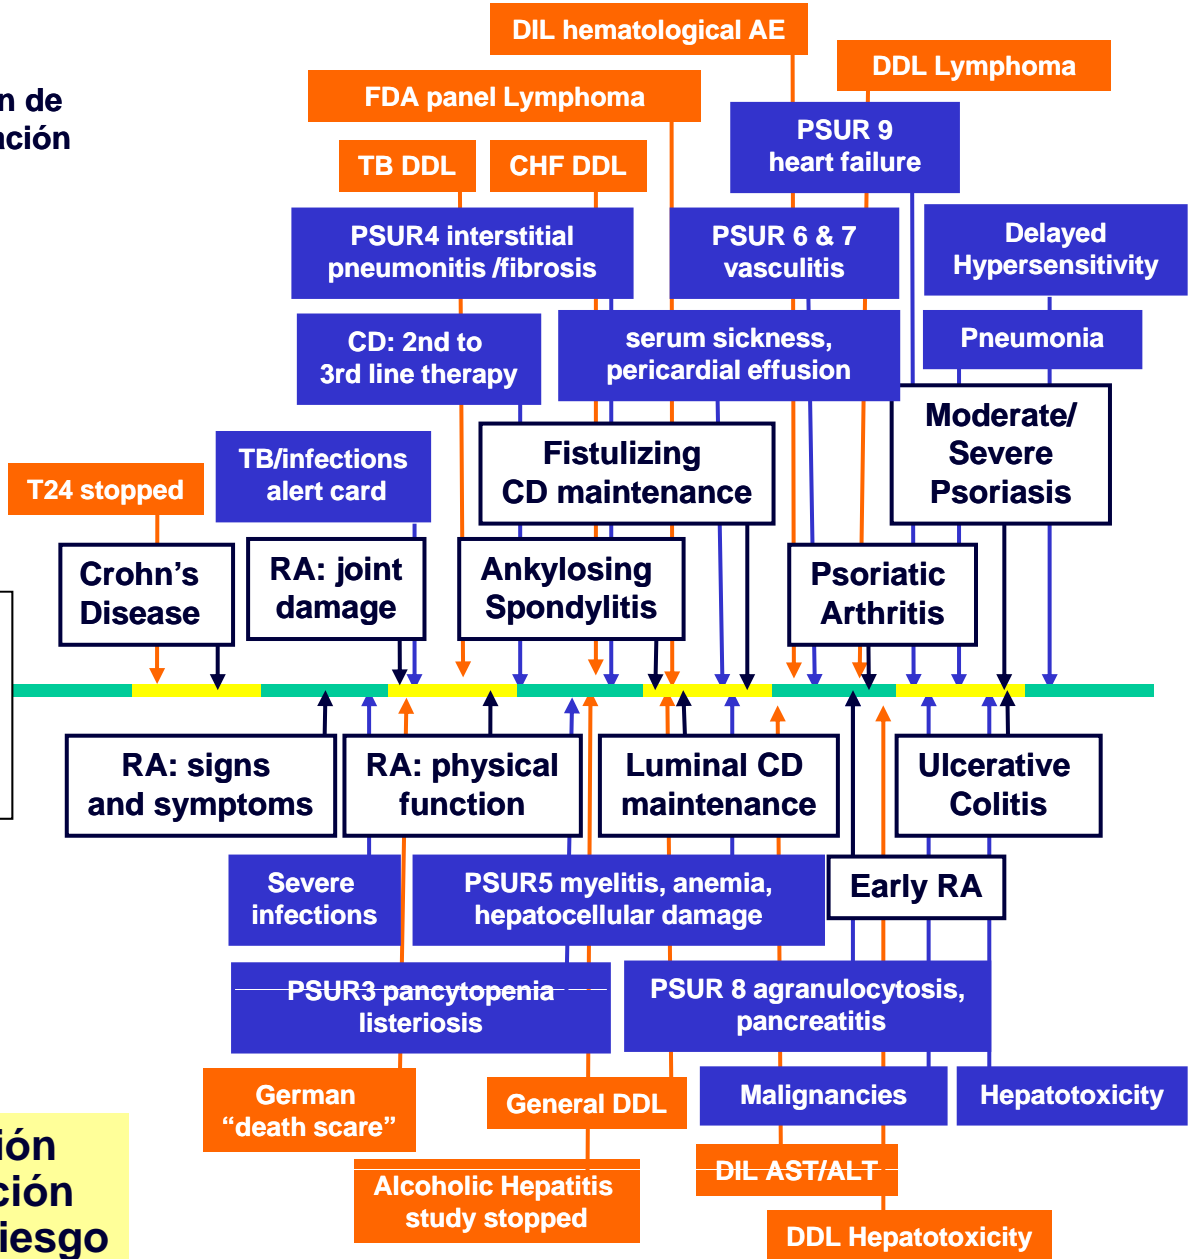 DIL hematological AE
DDL Lymphoma
FDA panel Lymphoma
n de
ación
PSUR 9
heart failure
TB DDL
CHF DDL
PSUR4 interstitial
pneumonitis /fibrosis
PSUR 6 & 7
vasculitis
Delayed
Hypersensitivity
CD: 2nd to
3rd line therapy
serum sickness,
pericardial effusion
Pneumonia
TB/infections
alert card
Fistulizing
CD maintenance
Moderate/
Severe
Psoriasis
T24 stopped
Crohn's
Disease
RA: joint
damage
Ankylosing
Spondylitis
Psoriatic
Arthritis
RA: signs
and symptoms
RA: physical
function
Luminal CD
maintenance
Ulcerative
Colitis
Severe
infections
PSUR5 myelitis, anemia,
hepatocellular damage
Early RA
PSUR3 pancytopenia
listeriosis
PSUR 8 agranulocytosis,
pancreatitis
German
“death scare”
General DDL
Malignancies
Hepatotoxicity
Alcoholic Hepatitis
study stopped
DIL AST/ALT
DDL Hepatotoxicity
ión
ción
iesgo